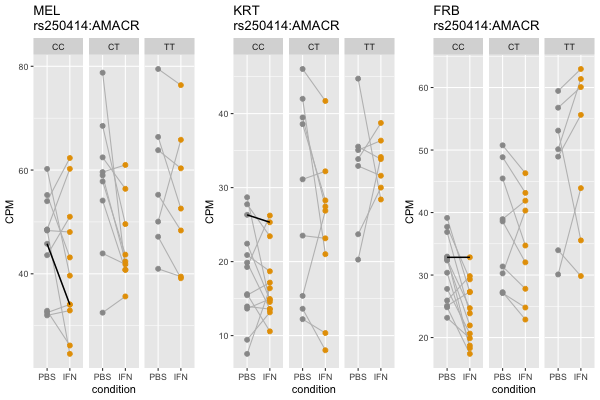 MEL
rs250414:AMACR
CC CT TT
CPM
80
60
40
PBS IFN PBS IFN PBS IFN
condition
KRT
rs250414:AMACR
CC CT TT
CPM
40
30
20
10
PBS IFN PBS IFN PBS IFN
condition
FRB
rs250414:AMACR
CC CT TT
CPM
60
50
40
30
20
PBS IFN PBS IFN PBS IFN
condition